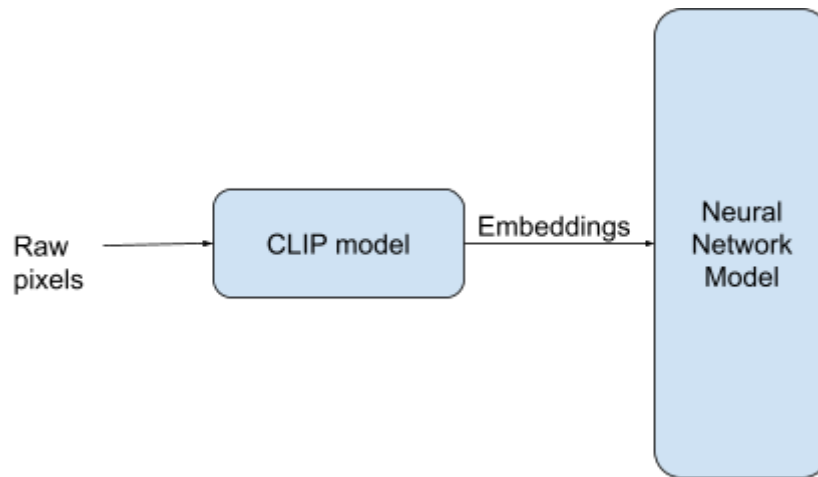 Raw
pixels
CLIP model
Embeddings
Neural
Network
Model